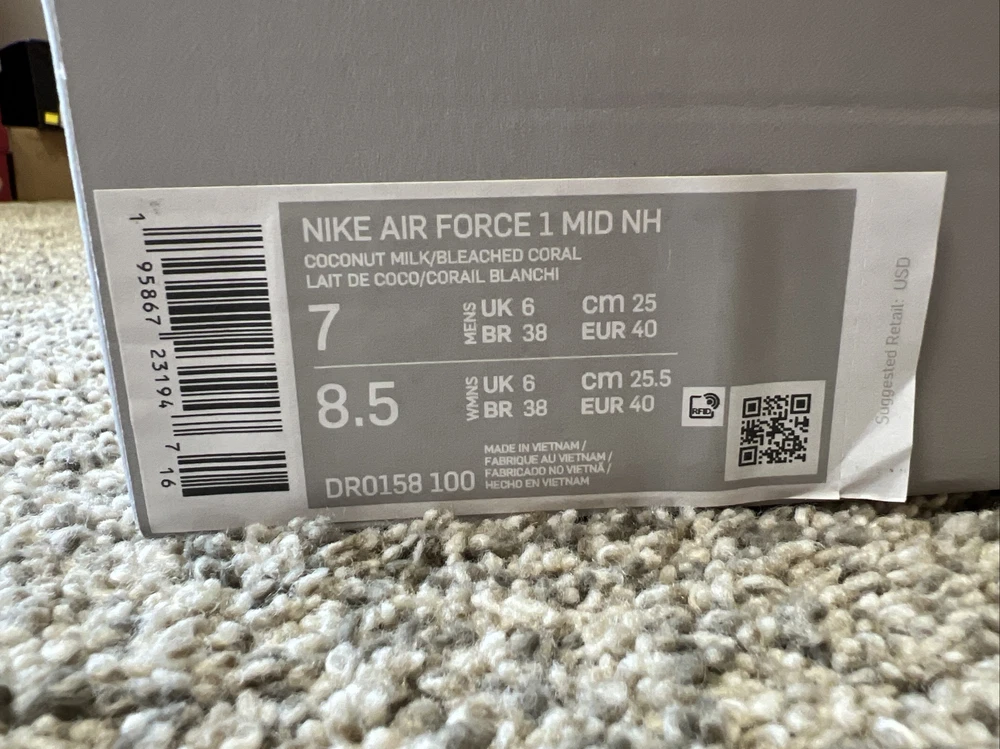 NIKE AIR FORCE 1 MID NH
COCONUT MILK/BLEACHED CORAL
LAIT DE COCO/CORAIL BLANCHI
7
MENS
UK 6
cm 25
BR 38
EUR 40
8.5
WMNS
UK 6
cm 25.5
BR 38
EUR 40
RFID
MADE IN VIETNAM /
FABRIQUE AU VIETNAM /
FABRICADO NO VIETNÃ /
HECHO EN VIETNAM
DR0158 100
1 95867 23194 7 16
Suggested Retail: USD